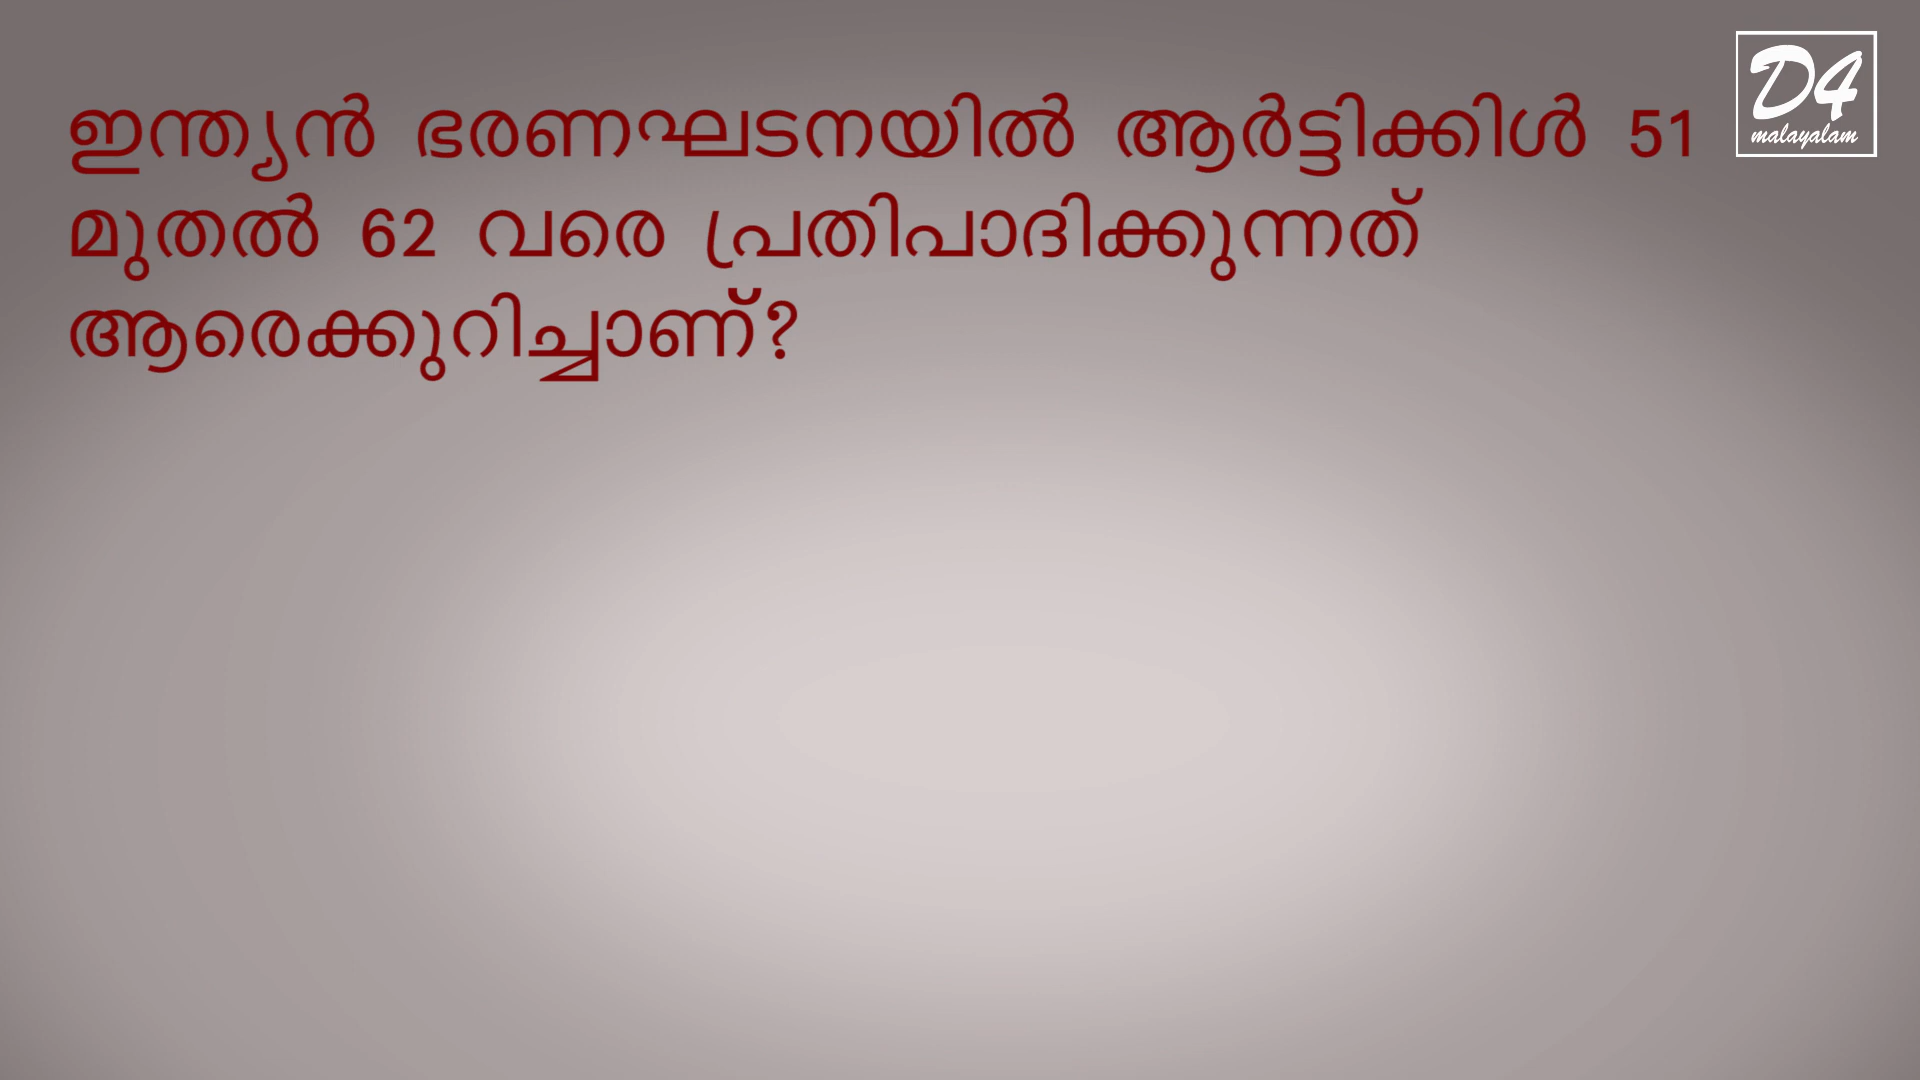 ഇന്ത്യൻ ഭരണഘടനയിൽ ആർട്ടിക്കിൾ 51
മുതൽ 62 വരെ പ്രതിപാദിക്കുന്നത്
ആരെക്കുറിച്ചാണ്?
D4
malayalam